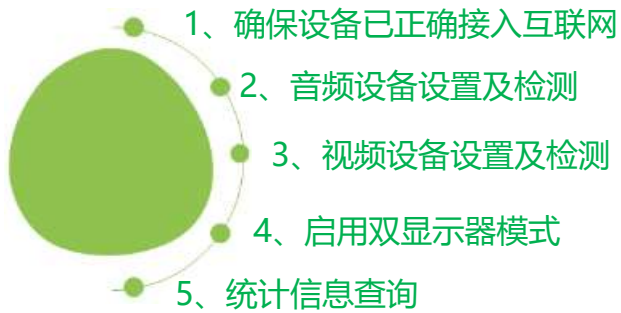 1、确保设备已正确接入互联网
2、音频设备设置及检测
3、视频设备设置及检测
4、启用双显示器模式
5、统计信息查询